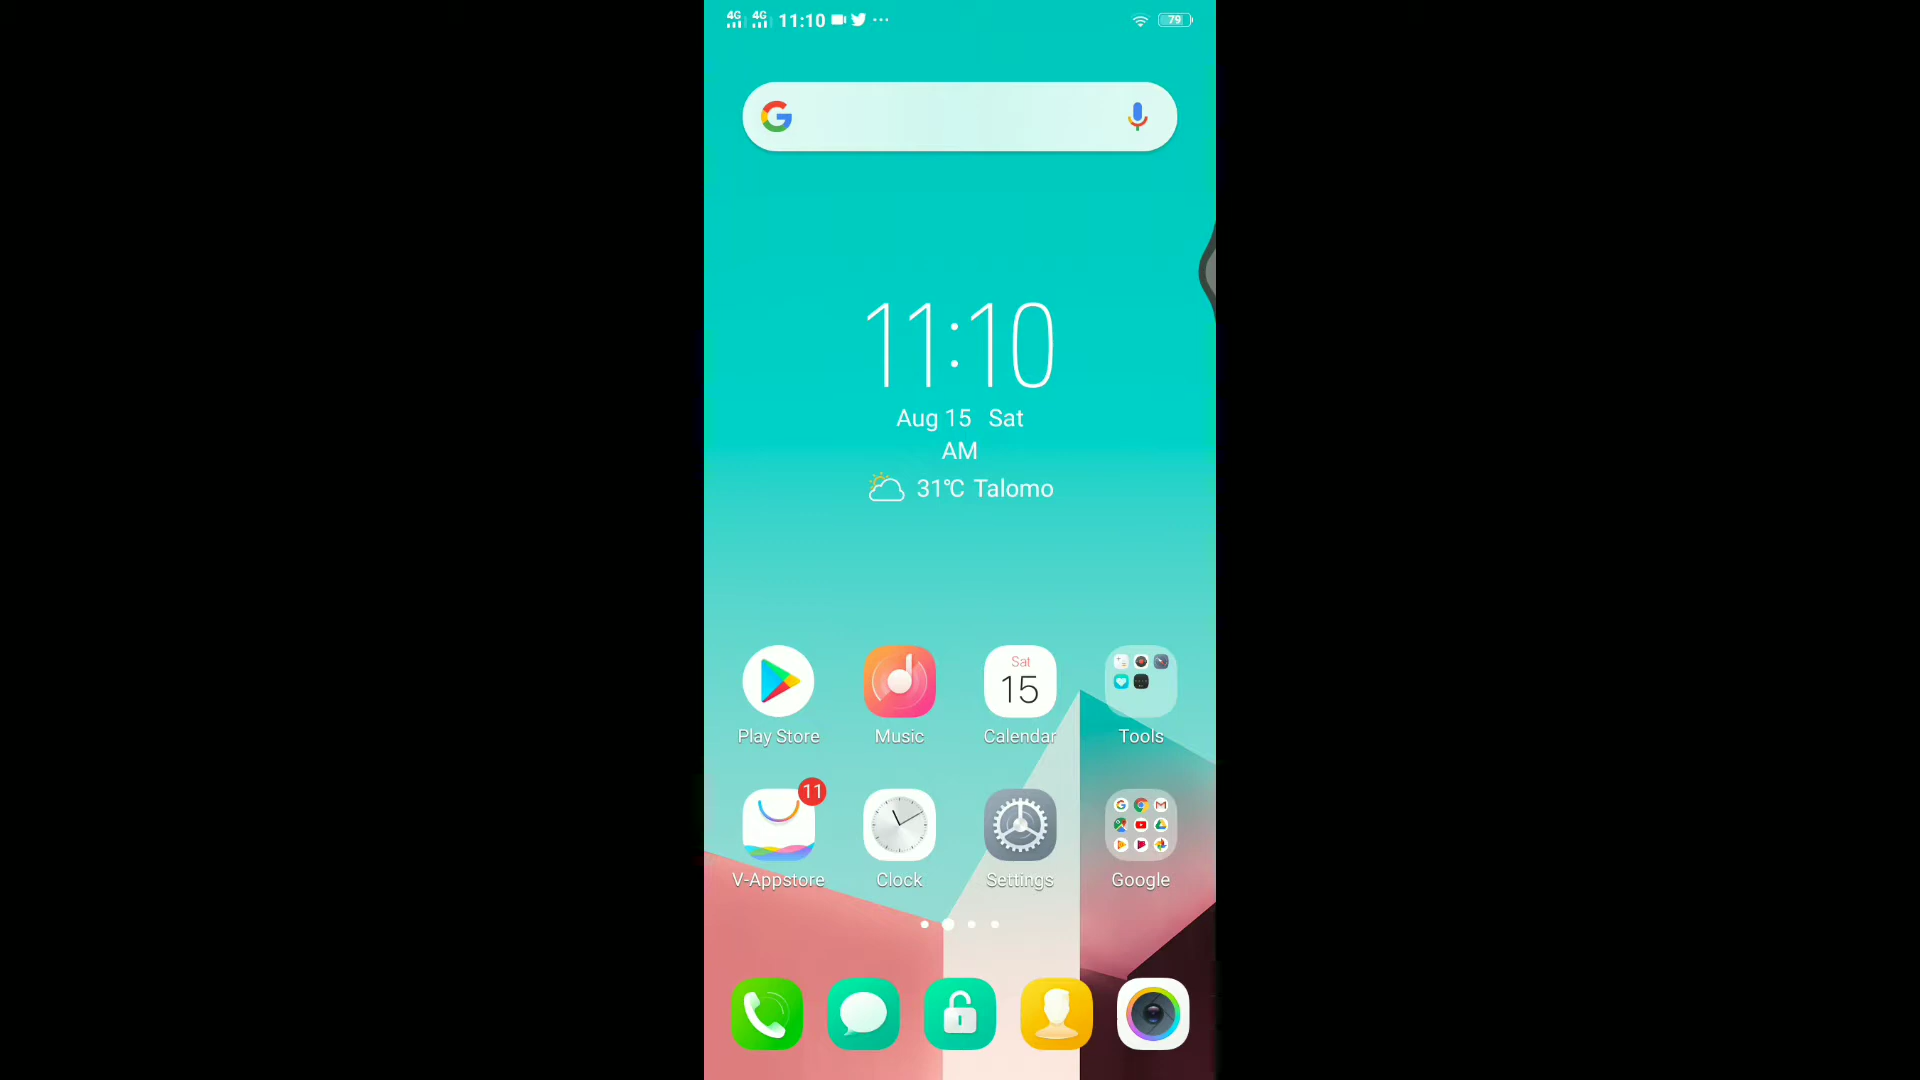 4G 4G 11:10 79
11:10
Aug 15 Sat
AM
31°C Talomo
Sat
15
Play Store Music Calendar Tools
11
V-Appstore Clock Settings Google